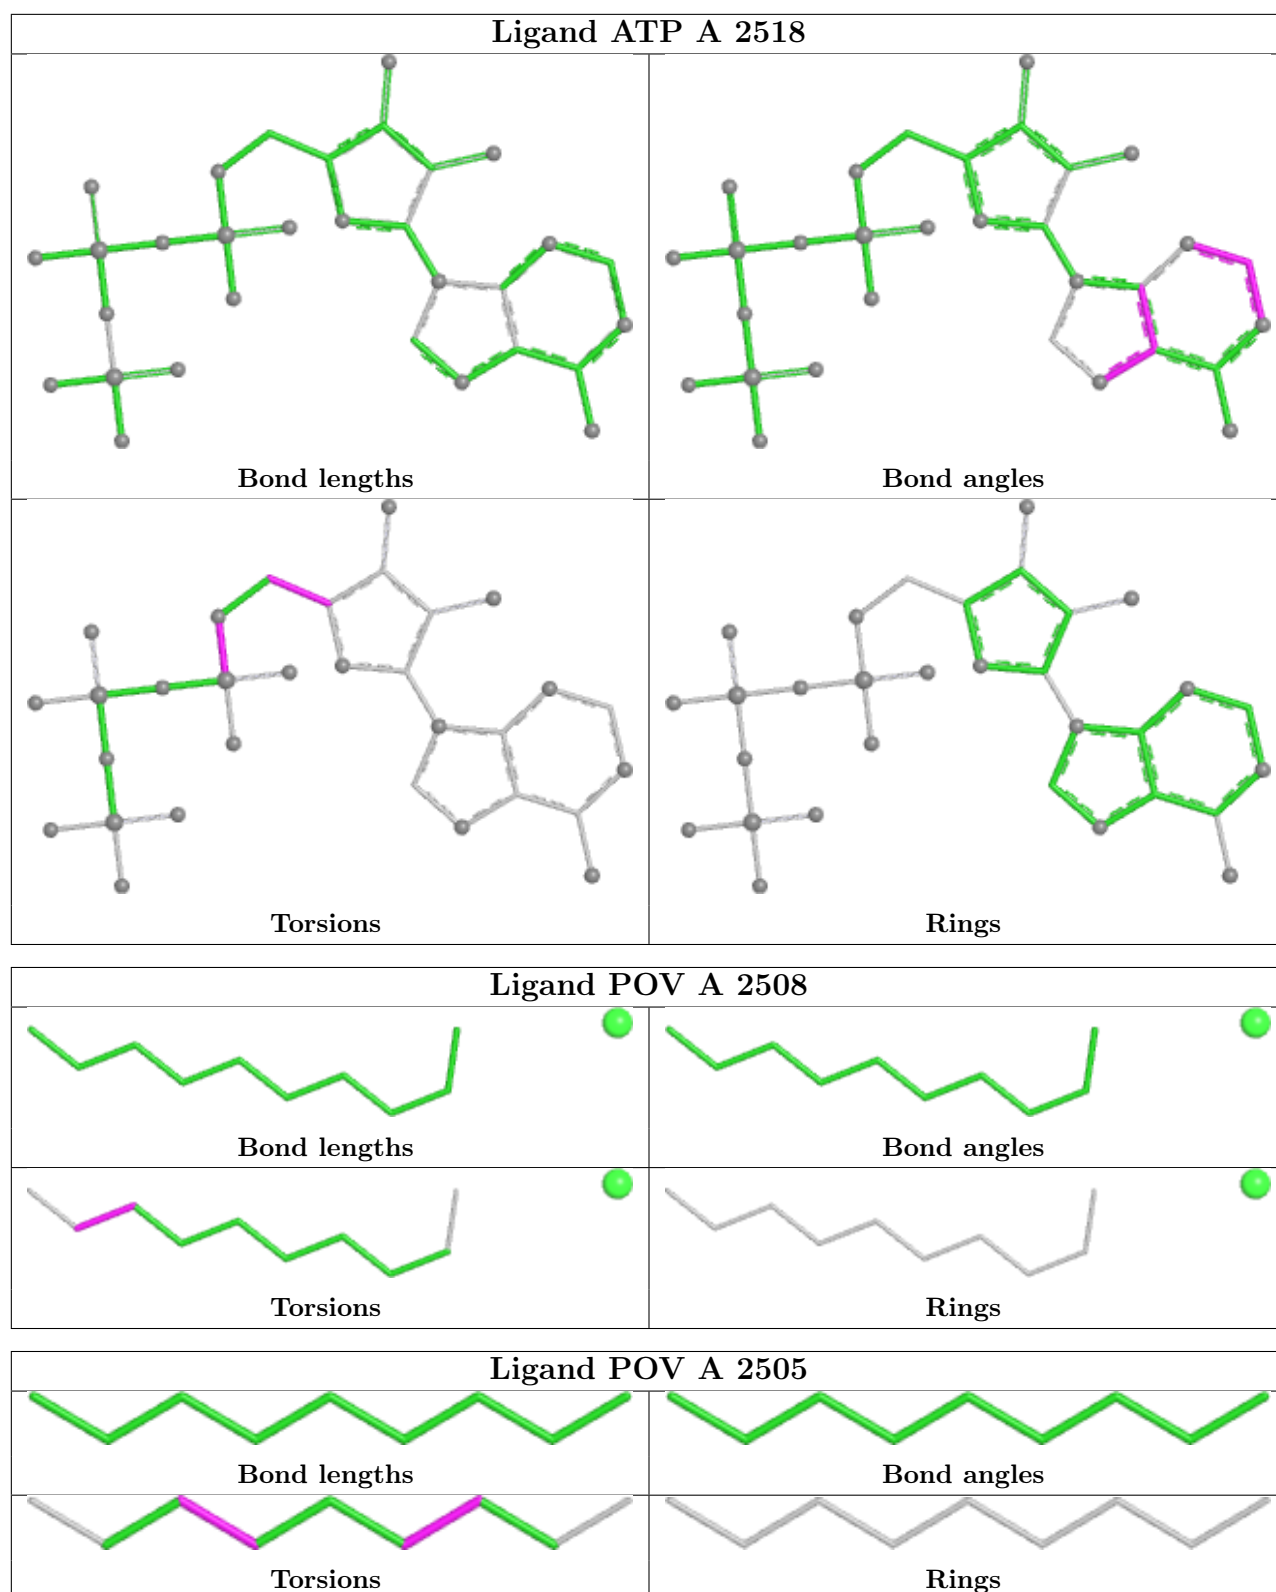 Ligand ATP A 2518
Bond lengths
Bond angles
Torsions
Rings
Ligand POV A 2508
Bond lengths
Bond angles
Torsions
Rings
Ligand POV A 2505
Bond lengths
Bond angles
Torsions
Rings